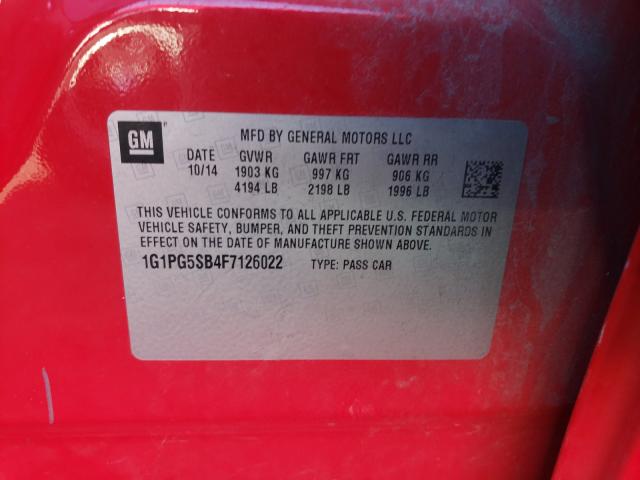 GM MFD BY GENERAL MOTORS LLC
DATE GVWR GAWR FRT GAWR RR
10/14 1903 KG 997 KG 906 KG
4194 LB 2198 LB 1996 LB
THIS VEHICLE CONFORMS TO ALL APPLICABLE U.S. FEDERAL MOTOR
VEHICLE SAFETY, BUMPER, AND THEFT PREVENTION STANDARDS IN
EFFECT ON THE DATE OF MANUFACTURE SHOWN ABOVE.
1G1PG5SB4F7126022 TYPE: PASS CAR